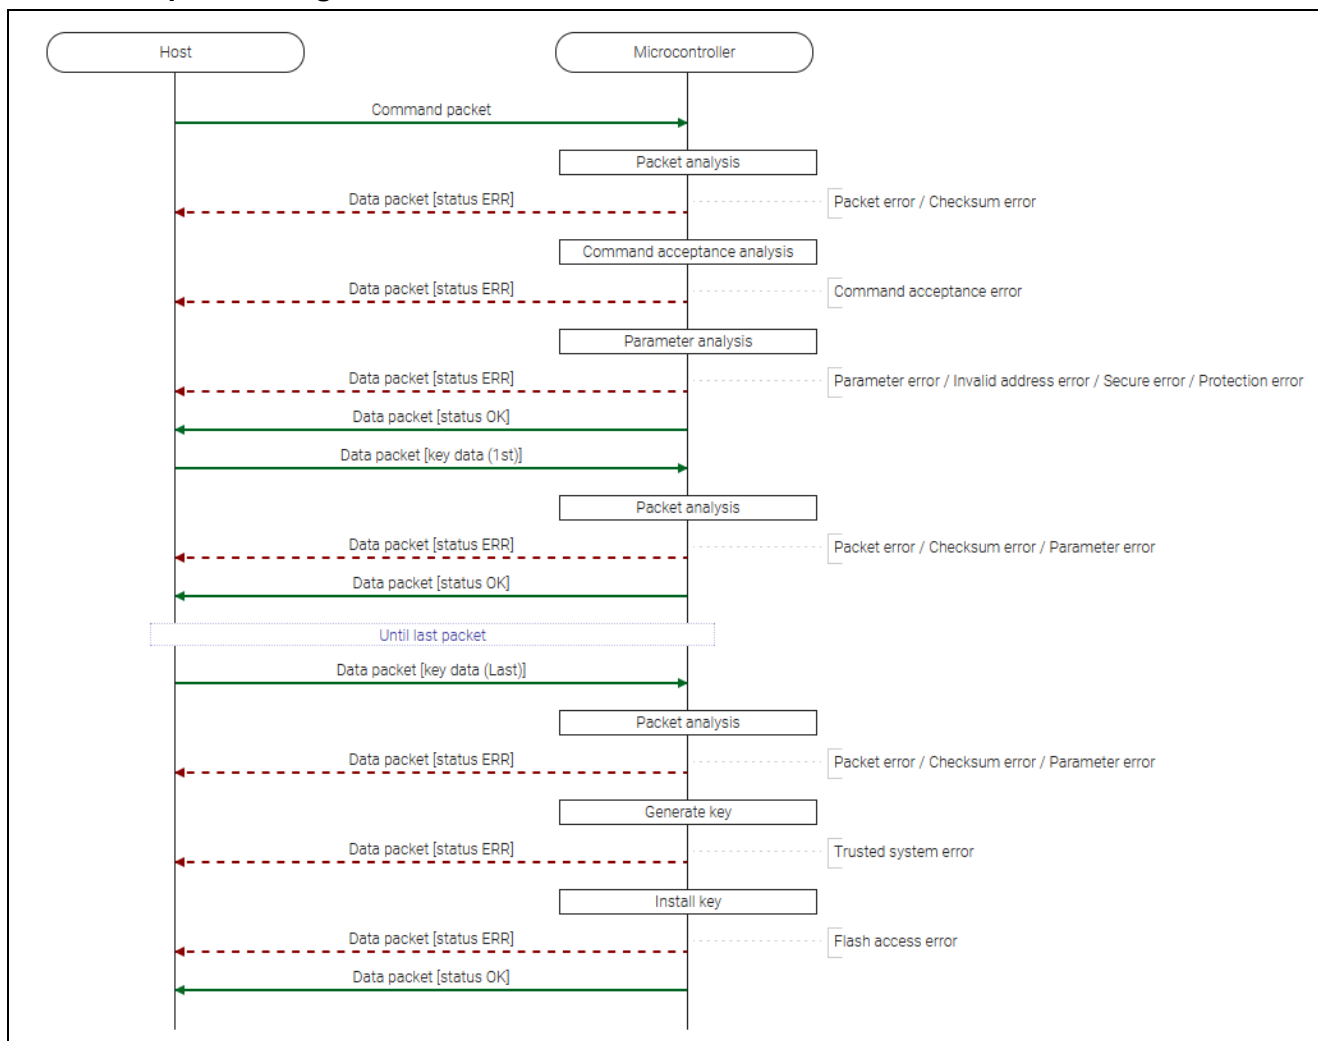 Host
Microcontroller
Command packet
Packet analysis
Data packet [status ERR]
Packet error / Checksum error
Command acceptance analysis
Data packet [status ERR]
Command acceptance error
Parameter analysis
Data packet [status ERR]
Parameter error / Invalid address error / Secure error / Protection error
Data packet [status OK]
Data packet [key data (1st)]
Packet analysis
Data packet [status ERR]
Packet error / Checksum error / Parameter error
Data packet [status OK]
Until last packet
Data packet [key data (Last)]
Packet analysis
Data packet [status ERR]
Packet error / Checksum error / Parameter error
Generate key
Data packet [status ERR]
Trusted system error
Install key
Data packet [status ERR]
Flash access error
Data packet [status OK]